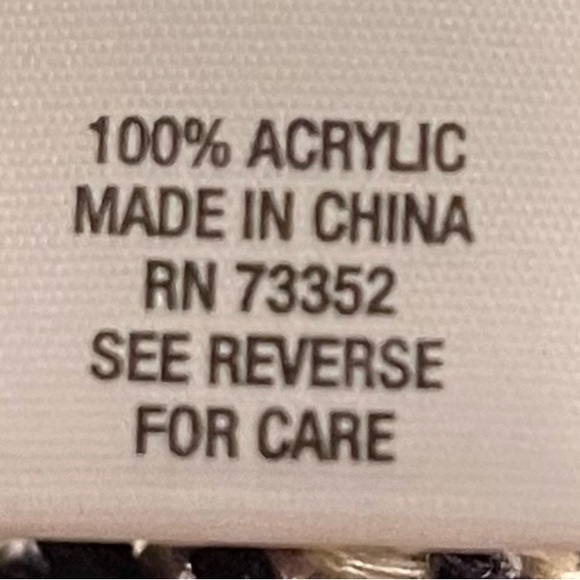 100% ACRYLIC
MADE IN CHINA
RN 73352
SEE REVERSE
FOR CARE